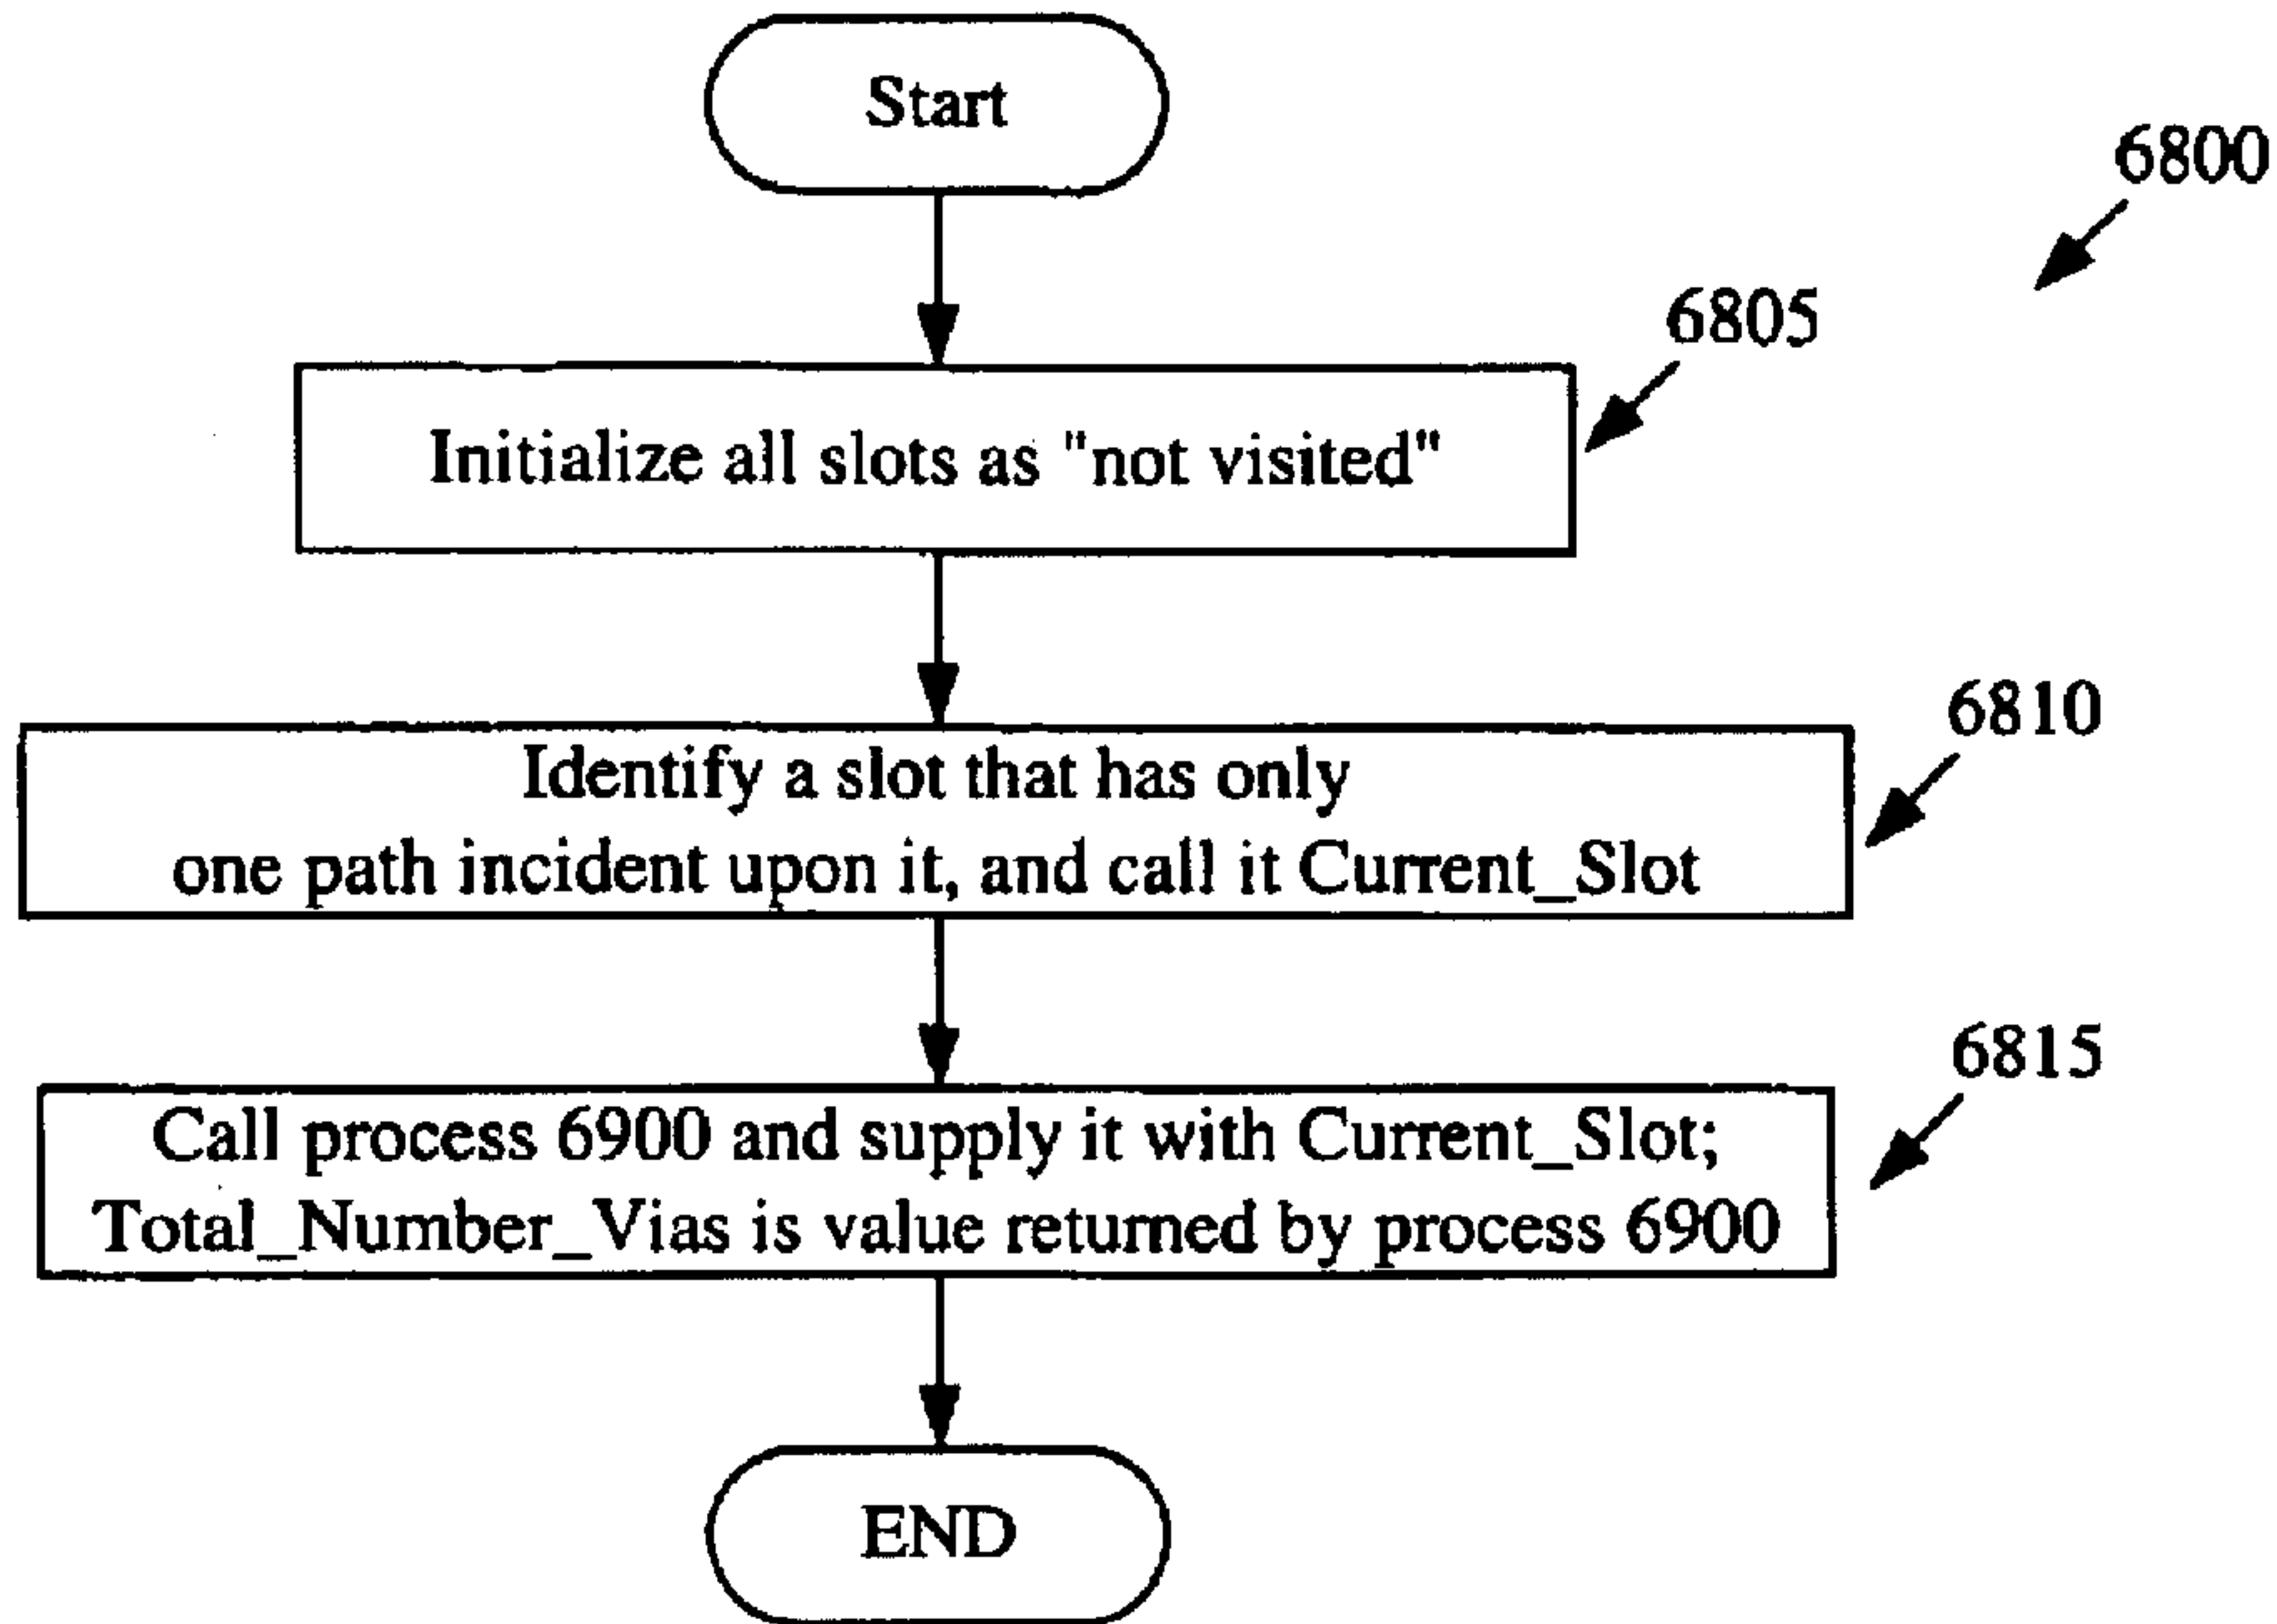 Start
6800
6805
Initialize all slots as "not visited"
6810
Identify a slot that has only
one path incident upon it, and call it Current_Slot
6815
Call process 6900 and supply it with Current_Slot;
Total_Number_Vias is value returned by process 6900
END